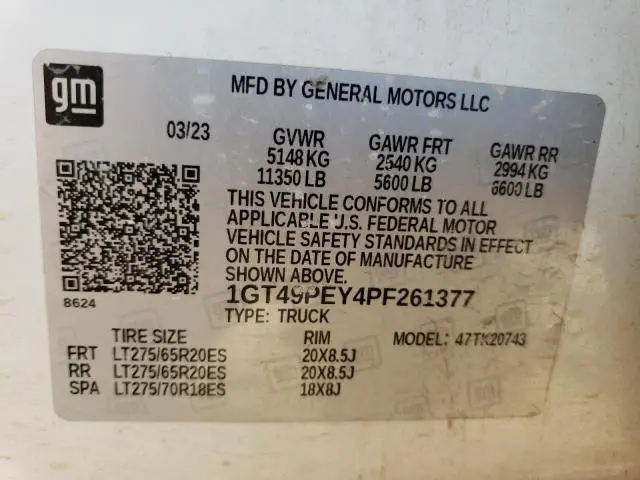 gm
MFD BY GENERAL MOTORS LLC
03/23 GVWR GAWR FRT GAWR RR
5148 KG 2540 KG 2994 KG
11350 LB 5600 LB 6600 LB
THIS VEHICLE CONFORMS TO ALL
APPLICABLE U.S. FEDERAL MOTOR
VEHICLE SAFETY STANDARDS IN EFFECT
ON THE DATE OF MANUFACTURE
SHOWN ABOVE.
8624
1GT49PEY4PF261377
TYPE: TRUCK
TIRE SIZE RIM MODEL: 47TK20743
FRT LT275/65R20ES 20X8.5J
RR LT275/65R20ES 20X8.5J
SPA LT275/70R18ES 18X8J